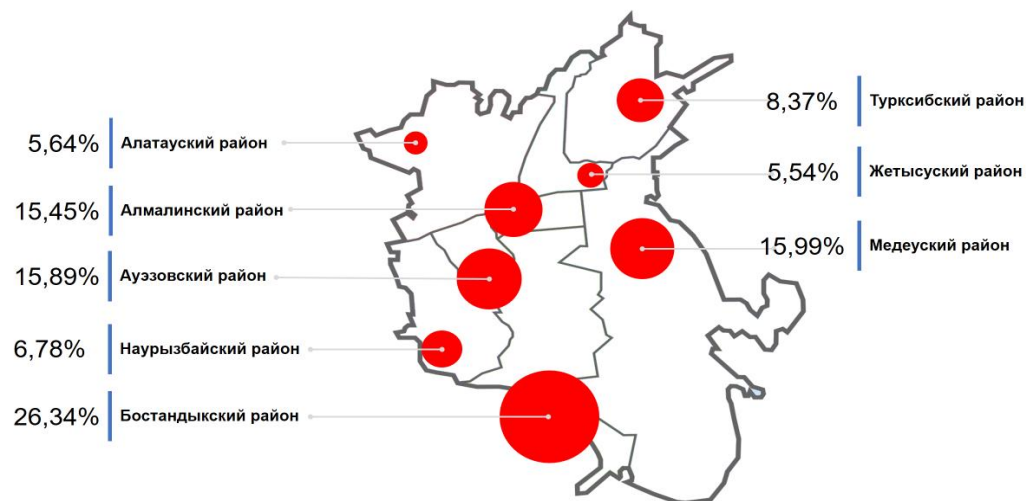 5,64% Алатауский район
15,45% Алмалинский район
15,89% Ауэзовский район
6,78% Наурызбайский район
26,34% Бостандыкский район
8,37% Турксибский район
5,54% Жетысуский район
15,99% Медеуский район